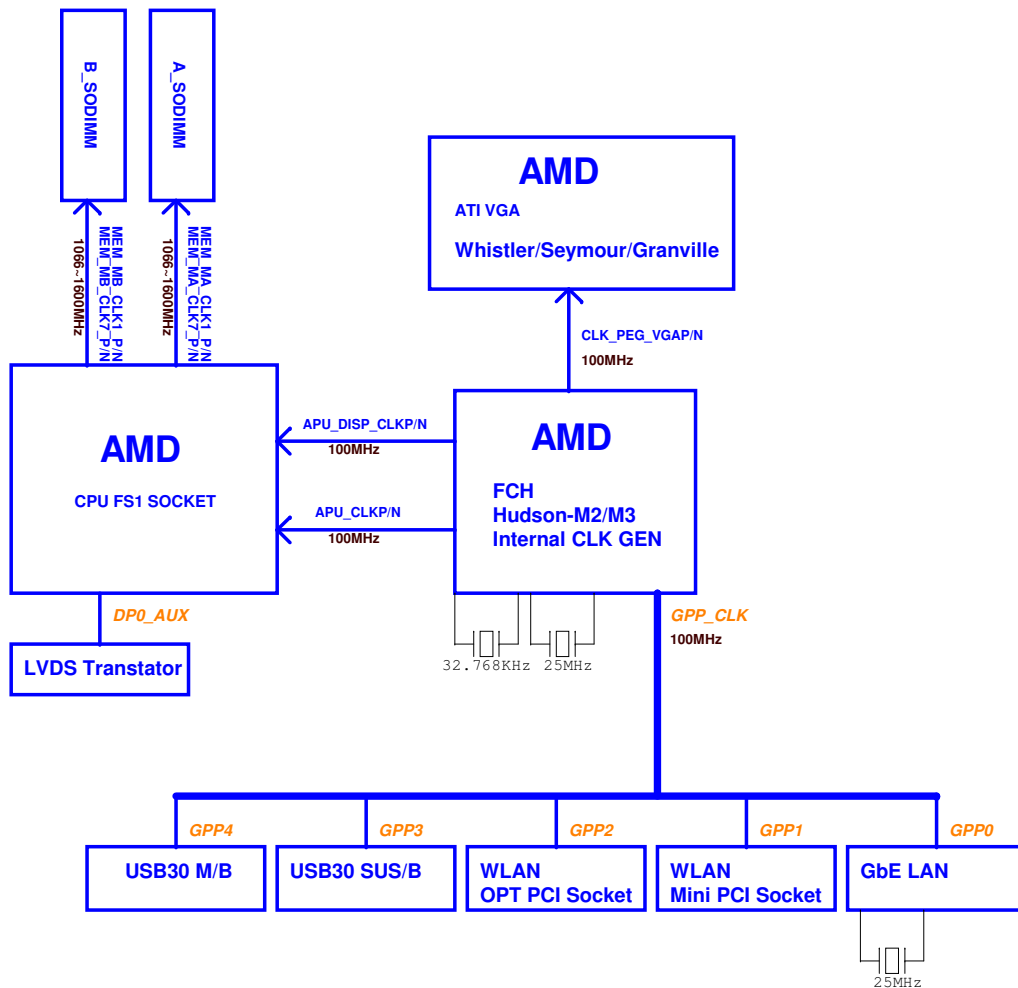 B_SODIMM
A_SODIMM
MEM_MB_CLK1_P/N
MEM_MB_CLK7_P/N
1066~1600MHz
MEM_MA_CLK1_P/N
MEM_MA_CLK7_P/N
1066~1600MHz
AMD
ATI VGA
Whistler/Seymour/Granville
CLK_PEG_VGAP/N
100MHz
AMD
CPU FS1 SOCKET
APU_DISP_CLKP/N
100MHz
APU_CLKP/N
100MHz
AMD
FCH
Hudson-M2/M3
Internal CLK GEN
DP0_AUX
LVDS Transtator
32.768KHz
25MHz
GPP_CLK
100MHz
GPP4
GPP3
GPP2
GPP1
GPP0
USB30 M/B
USB30 SUS/B
WLAN
OPT PCI Socket
WLAN
Mini PCI Socket
GbE LAN
25MHz